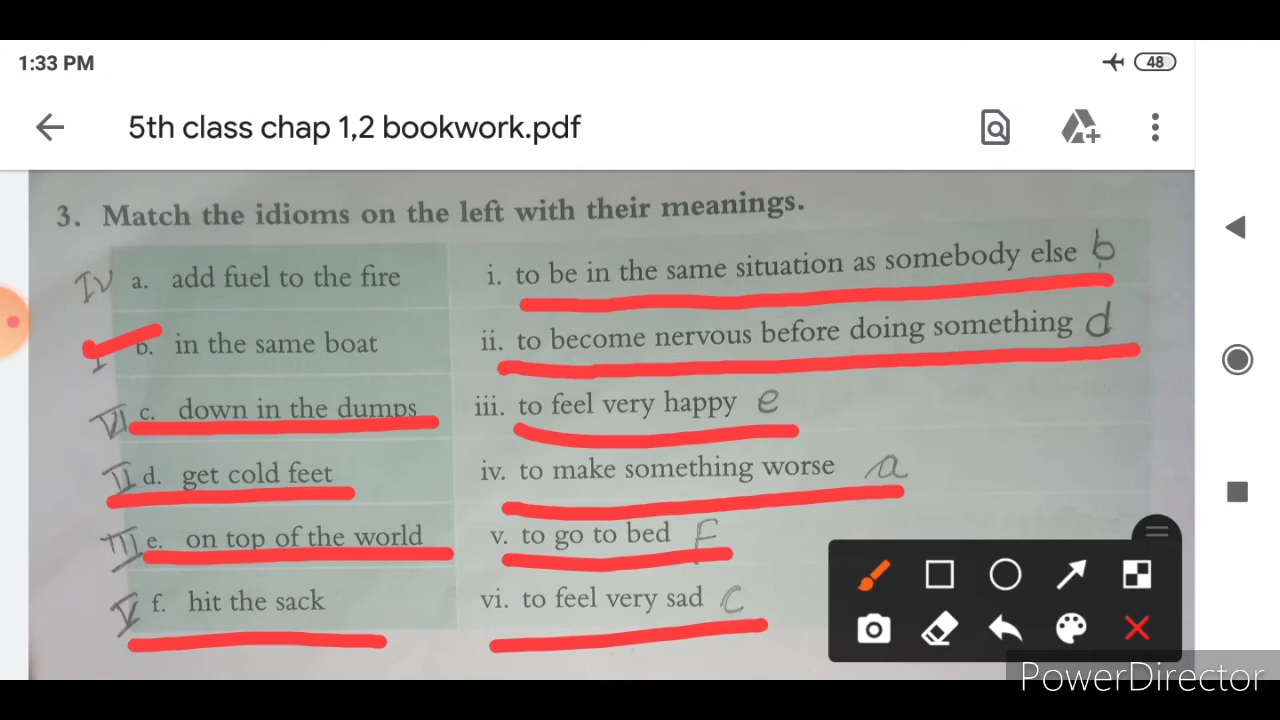 1:33 PM 48
5th class chap 1,2 bookwork.pdf
3. Match the idioms on the left with their meanings.
IV a. add fuel to the fire i. to be in the same situation as somebody else b
I b. in the same boat ii. to become nervous before doing something d
VI c. down in the dumps iii. to feel very happy e
II d. get cold feet iv. to make something worse a
III e. on top of the world v. to go to bed F
V f. hit the sack vi. to feel very sad c
PowerDirector